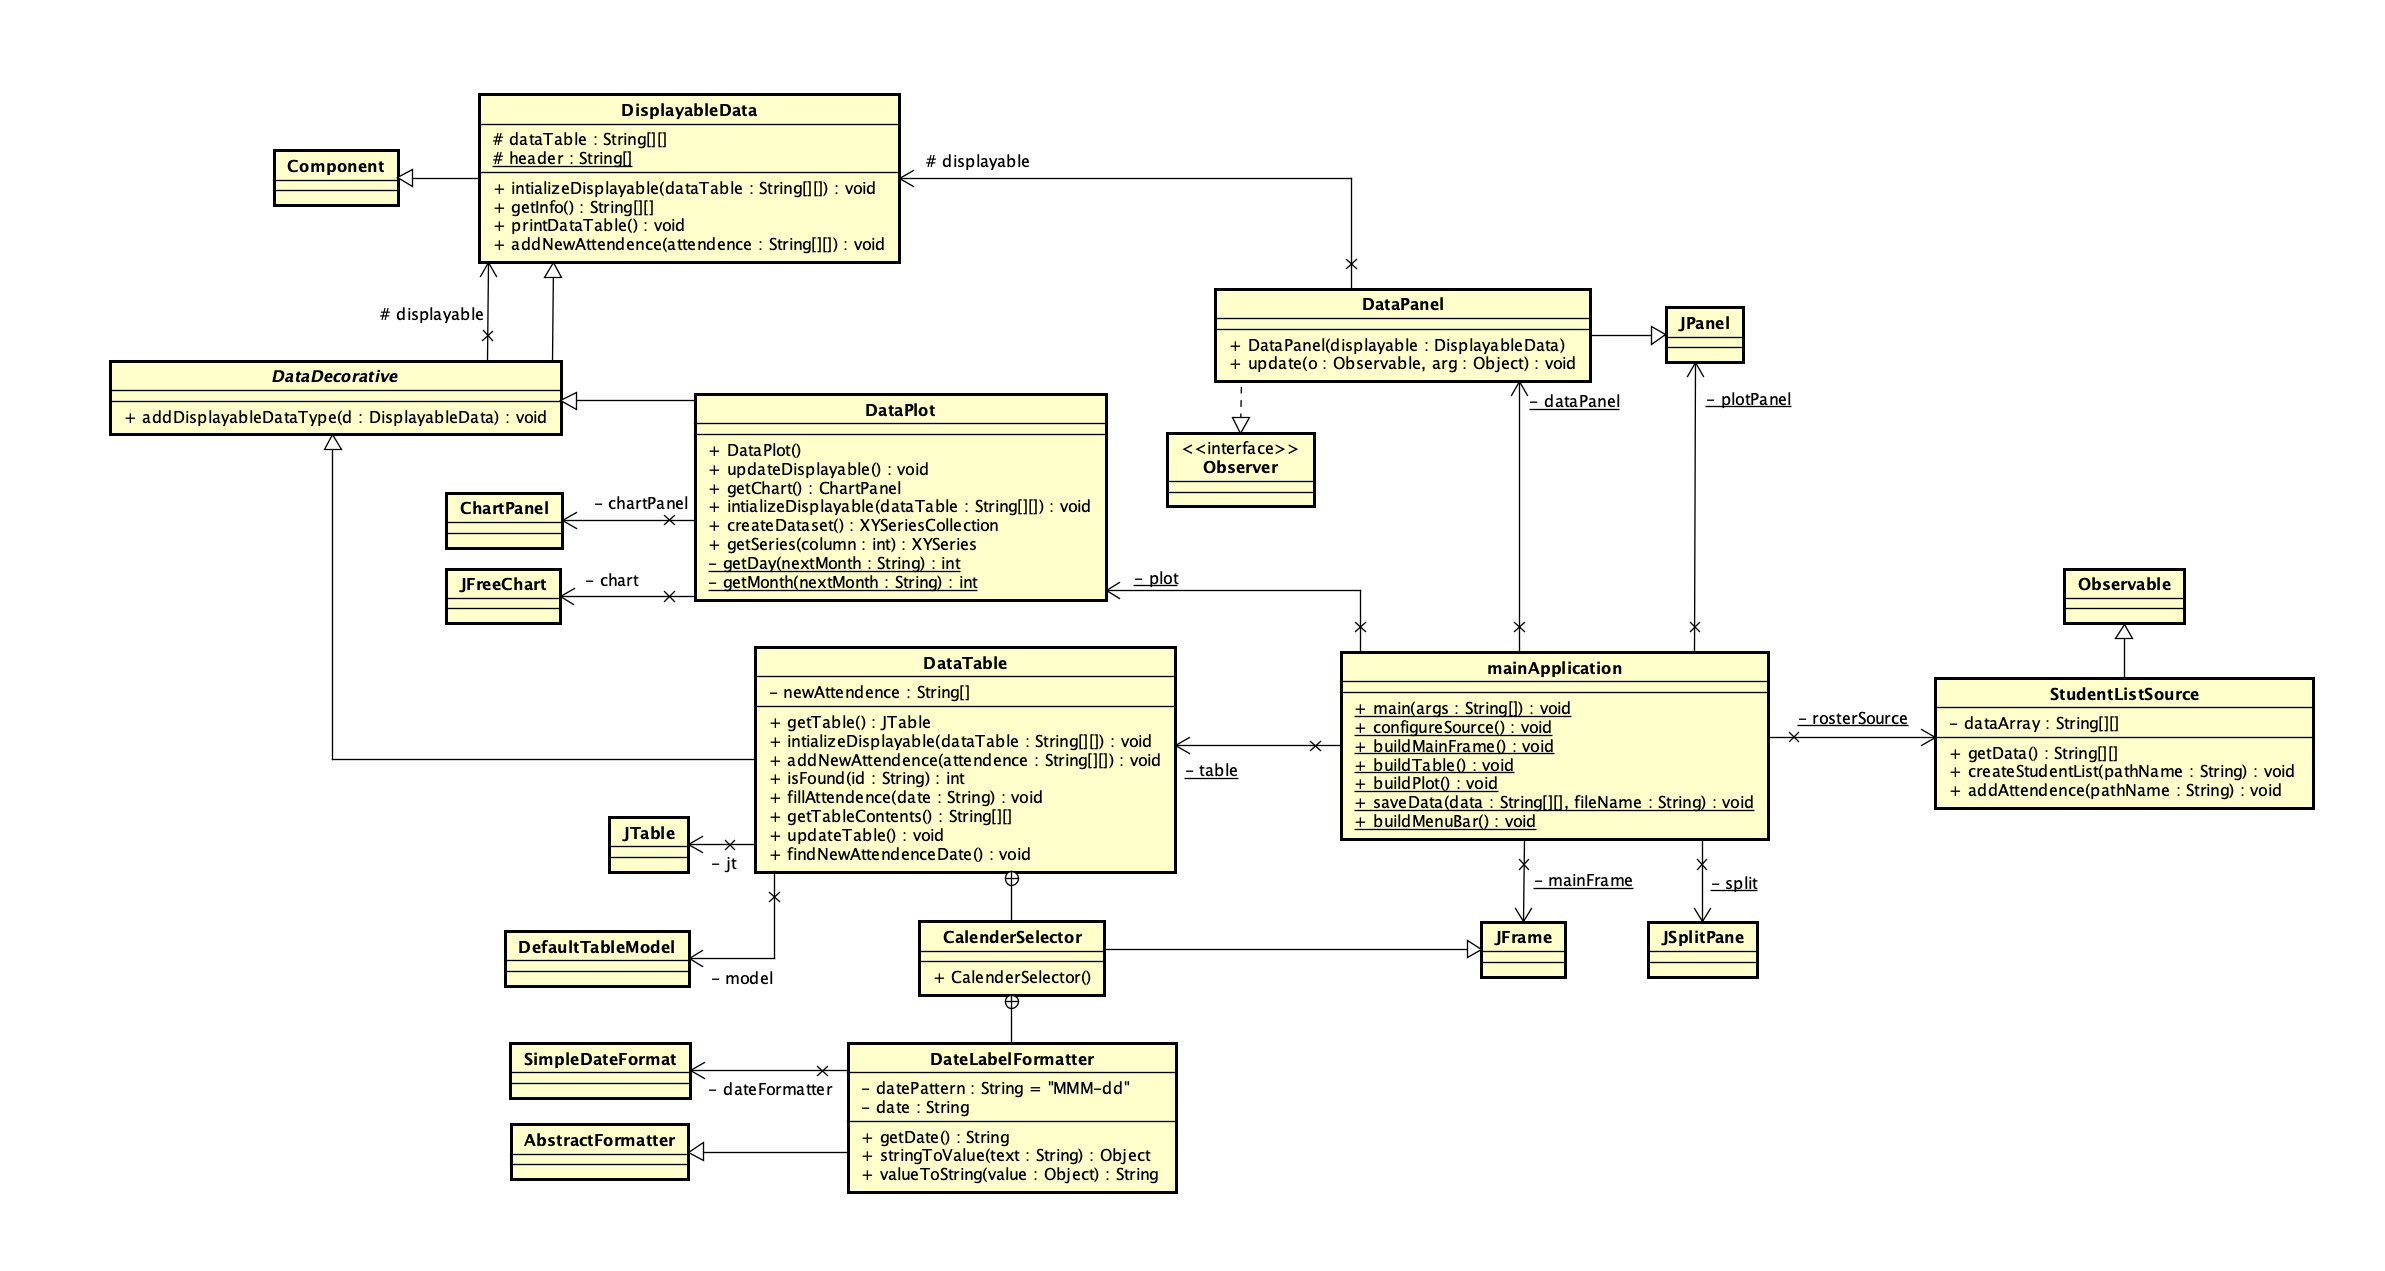 DisplayableData
# dataTable : String[][]
# header : String[]
+ intializeDisplayable(dataTable : String[][]) : void
+ getInfo() : String[][]
+ printDataTable() : void
+ addNewAttendence(attendence : String[][]) : void
Component
# displayable
# displayable
DataPanel
+ DataPanel(displayable : DisplayableData)
+ update(o : Observable, arg : Object) : void
JPanel
DataDecorative
+ addDisplayableDataType(d : DisplayableData) : void
DataPlot
+ DataPlot()
+ updateDisplayable() : void
+ getChart() : ChartPanel
+ intializeDisplayable(dataTable : String[][]) : void
+ createDataset() : XYSeriesCollection
+ getSeries(column : int) : XYSeries
- getDay(nextMonth : String) : int
- getMonth(nextMonth : String) : int
- dataPanel
- plotPanel
<<interface>>
Observer
ChartPanel
- chartPanel
JFreeChart
- chart
- plot
Observable
DataTable
- newAttendence : String[]
+ getTable() : JTable
+ intializeDisplayable(dataTable : String[][]) : void
+ addNewAttendence(attendence : String[][]) : void
+ isFound(id : String) : int
+ fillAttendence(date : String) : void
+ getTableContents() : String[][]
+ updateTable() : void
+ findNewAttendenceDate() : void
- table
mainApplication
+ main(args : String[]) : void
+ configureSource() : void
+ buildMainFrame() : void
+ buildTable() : void
+ buildPlot() : void
+ saveData(data : String[][], fileName : String) : void
+ buildMenuBar() : void
- rosterSource
StudentListSource
- dataArray : String[][]
+ getData() : String[][]
+ createStudentList(pathName : String) : void
+ addAttendence(pathName : String) : void
JTable
- jt
- mainFrame
- split
DefaultTableModel
- model
CalenderSelector
+ CalenderSelector()
JFrame
JSplitPane
SimpleDateFormat
- dateFormatter
DateLabelFormatter
- datePattern : String = "MMM-dd"
- date : String
+ getDate() : String
+ stringToValue(text : String) : Object
+ valueToString(value : Object) : String
AbstractFormatter